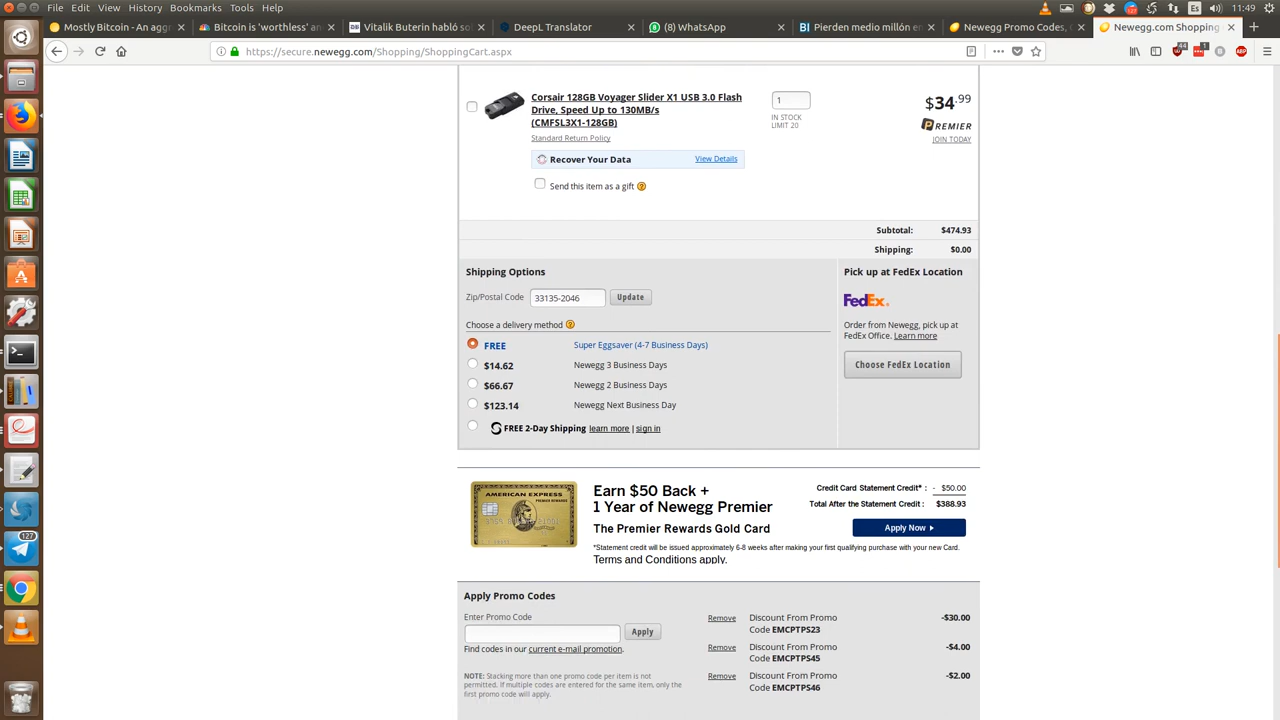 File Edit View History Bookmarks Tools Help
Es
11:49
Mostly Bitcoin - An aggr
Bitcoin is 'worthless' an
Vitalik Buterin habló sov
DeepL Translator
(8) WhatsApp
Pierden medio millón en
Newegg Promo Codes, C
Newegg.com Shopping
https://secure.newegg.com/Shopping/ShoppingCart.aspx
44
1
ABP
Corsair 128GB Voyager Slider X1 USB 3.0 Flash
Drive, Speed Up to 130MB/s
(CMFSL3X1-128GB)
Standard Return Policy
Recover Your Data
View Details
Send this item as a gift
1
IN STOCK
LIMIT 20
$34.99
PREMIER
JOIN TODAY
Subtotal: $474.93
Shipping: $0.00
Shipping Options
Zip/Postal Code 33135-2046 Update
Choose a delivery method
FREE Super Eggsaver (4-7 Business Days)
$14.62 Newegg 3 Business Days
$66.67 Newegg 2 Business Days
$123.14 Newegg Next Business Day
FREE 2-Day Shipping learn more | sign in
Pick up at FedEx Location
FedEx.
Order from Newegg, pick up at
FedEx Office. Learn more
Choose FedEx Location
AMERICAN EXPRESS
Earn $50 Back +
1 Year of Newegg Premier
The Premier Rewards Gold Card
Credit Card Statement Credit* : - $50.00
Total After the Statement Credit : $388.93
Apply Now
*Statement credit will be issued approximately 6-8 weeks after making your first qualifying purchase with your new Card.
Terms and Conditions apply.
Apply Promo Codes
Enter Promo Code
Apply
Find codes in our current e-mail promotion.
NOTE: Stacking more than one promo code per item is not
permitted. If multiple codes are entered for the same item, only the
first promo code will apply.
Remove Discount From Promo -$30.00
Code EMCPTPS23
Remove Discount From Promo -$4.00
Code EMCPTPS45
Remove Discount From Promo -$2.00
Code EMCPTPS46
127